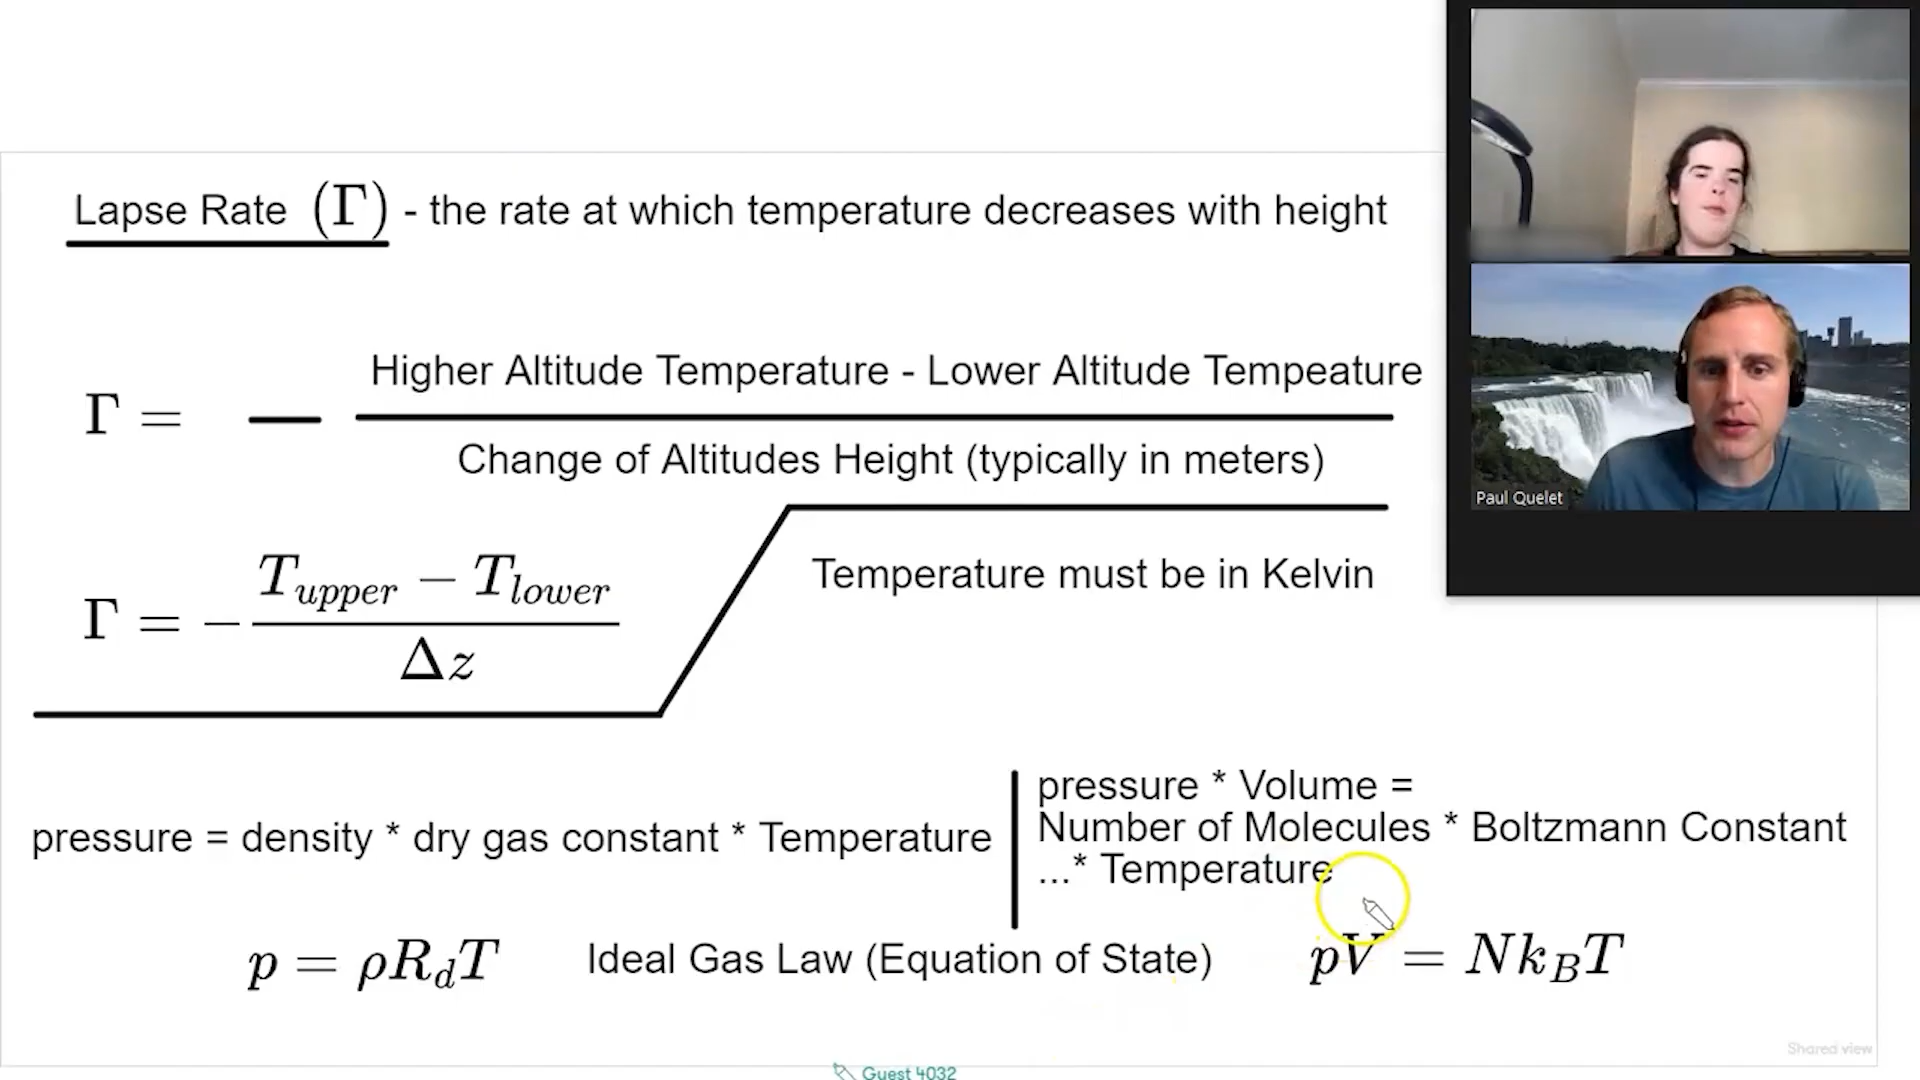 Lapse Rate (Γ) - the rate at which temperature decreases with height
Γ = — Higher Altitude Temperature - Lower Altitude Tempeature
Change of Altitudes Height (typically in meters)
Γ = − (T_upper − T_lower) / Δz
Temperature must be in Kelvin
pressure = density * dry gas constant * Temperature
pressure * Volume =
Number of Molecules * Boltzmann Constant
...* Temperature
p = ρR_dT
Ideal Gas Law (Equation of State)
pV = Nk_BT
Paul Quelet
Shared view
Guest 4032